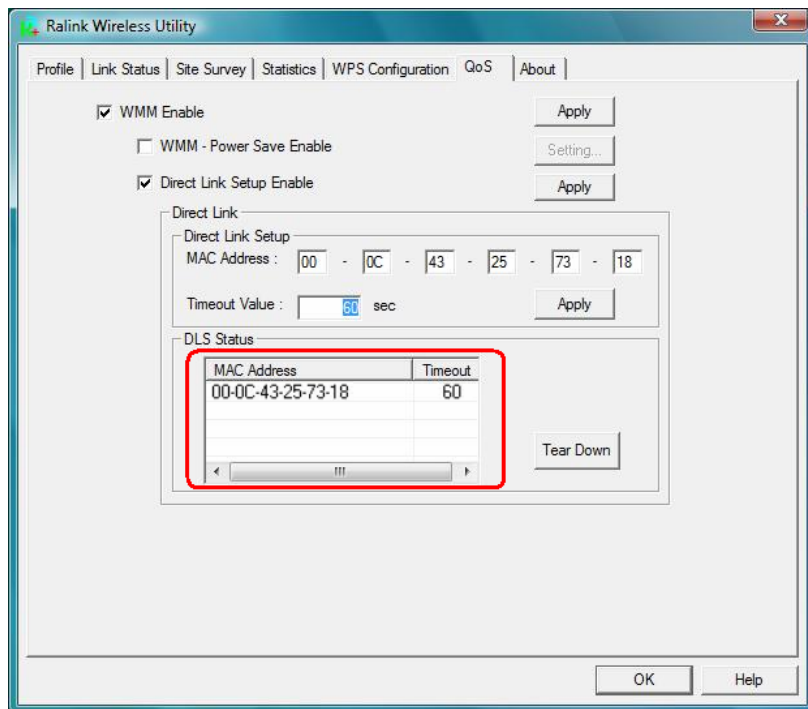 Ralink Wireless Utility
Profile Link Status Site Survey Statistics WPS Configuration QoS About
WMM Enable Apply
WMM - Power Save Enable Setting...
Direct Link Setup Enable Apply
Direct Link
Direct Link Setup
MAC Address : 00 - 0C - 43 - 25 - 73 - 18
Timeout Value : 60 sec Apply
DLS Status
MAC Address Timeout
00-0C-43-25-73-18 60
Tear Down
OK Help